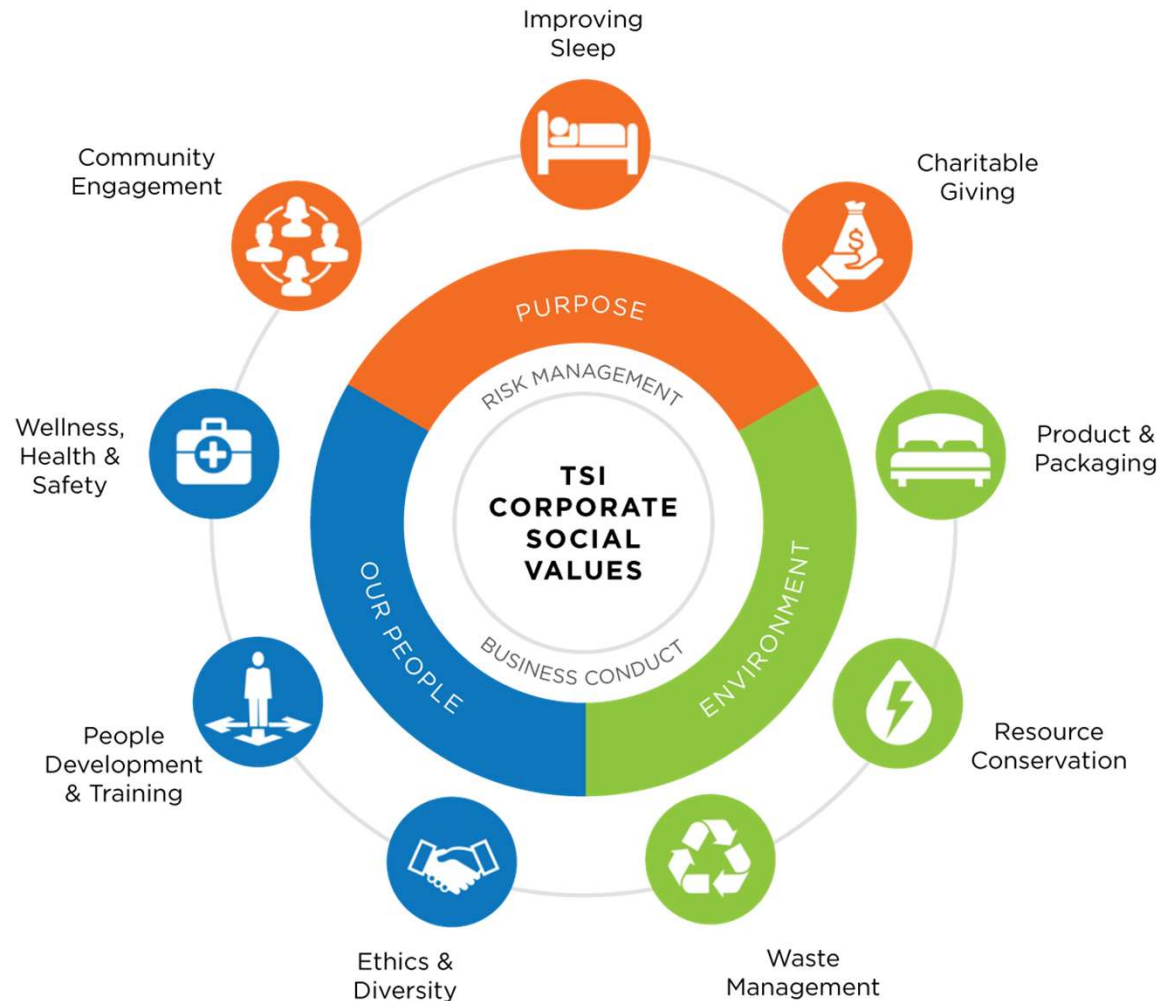 Improving
Sleep
Community
Engagement
Charitable
Giving
$
PURPOSE
RISK MANAGEMENT
Wellness,
Health &
Safety
Product &
Packaging
TSI
CORPORATE
SOCIAL
VALUES
OUR PEOPLE
ENVIRONMENT
BUSINESS CONDUCT
People
Development
& Training
Resource
Conservation
Ethics &
Diversity
Waste
Management